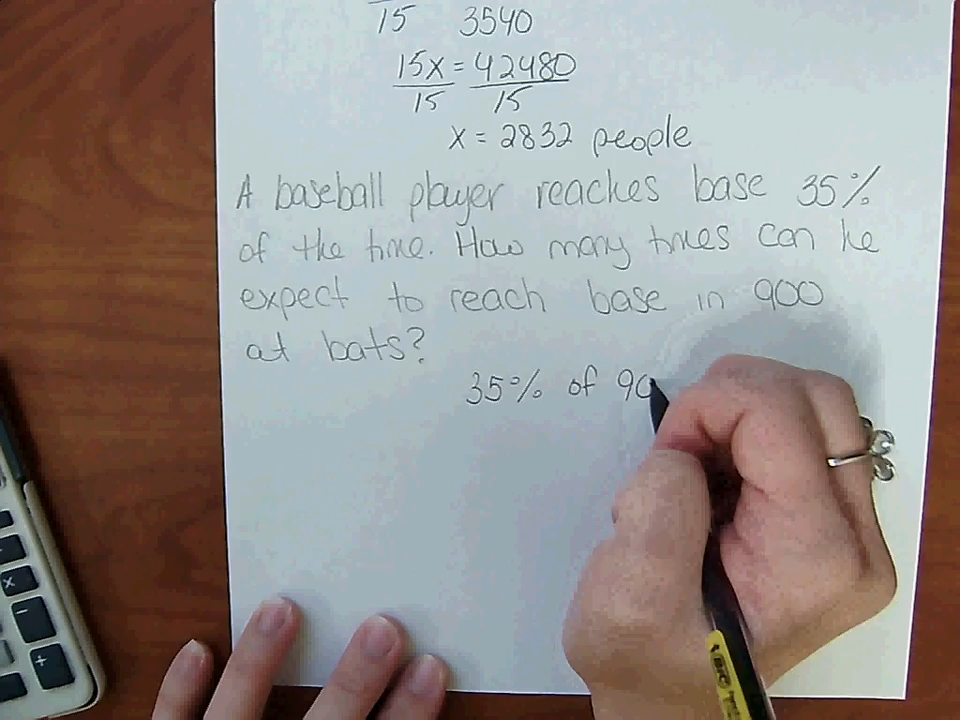 15 3540
15x = 42480
15 15
x = 2832 people
A baseball player reaches base 35%
of the time. How many times can he
expect to reach base in 900
at bats?
35% of 90
BIC
x
-
+